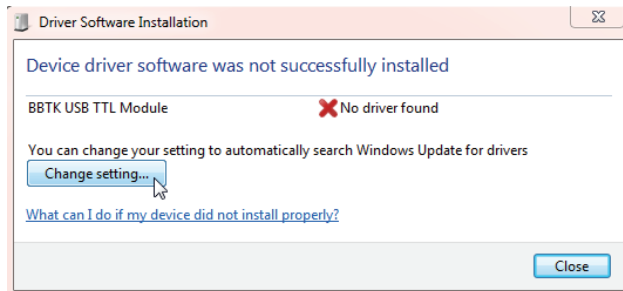 Driver Software Installation
Device driver software was not successfully installed
BBTK USB TTL Module No driver found
You can change your setting to automatically search Windows Update for drivers
Change setting...
What can I do if my device did not install properly?
Close